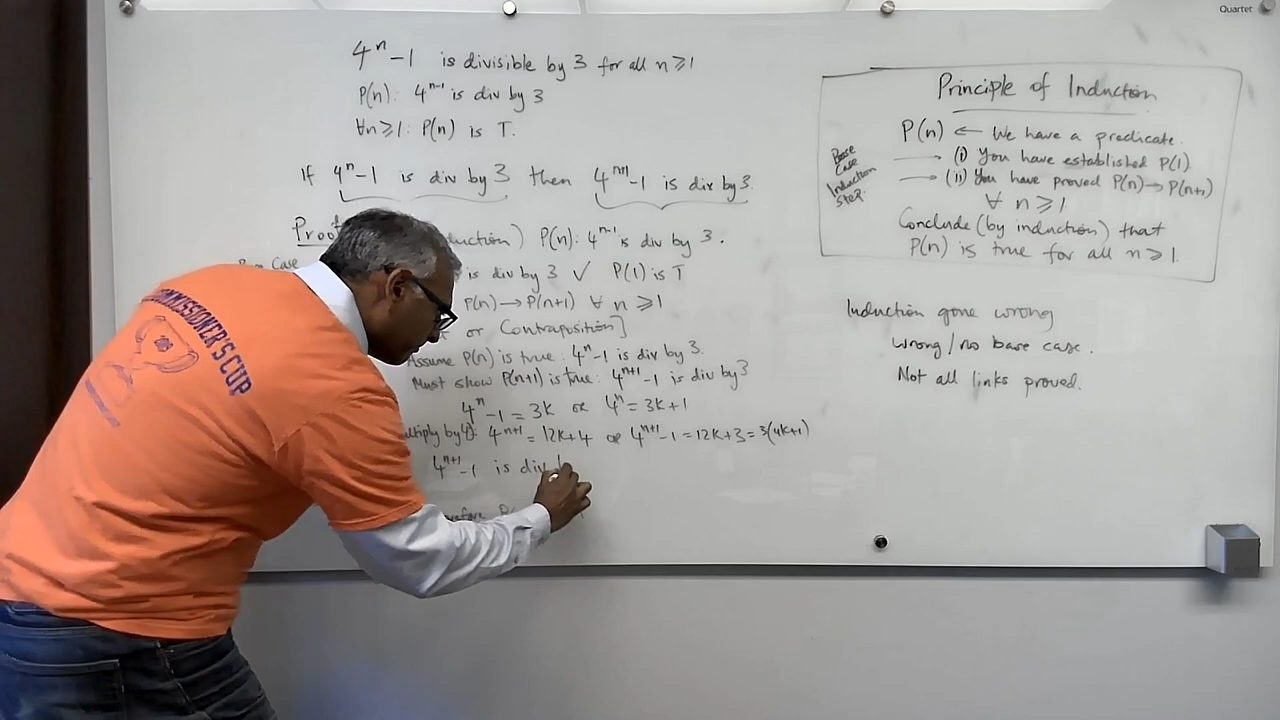 Quartet
4ⁿ-1 is divisible by 3 for all n≥1
P(n): 4ⁿ-1 is div by 3
∀n≥1: P(n) is T.
If 4ⁿ-1 is div by 3 then 4ⁿ⁺¹-1 is div by 3.
Proof uction) P(n): 4ⁿ-1 is div by 3.
Base Case is div by 3 ✓ P(1) is T
P(n)→P(n+1) ∀ n≥1
or Contraposition]
Assume P(n) is true: 4ⁿ-1 is div by 3.
Must show P(n+1) is true: 4ⁿ⁺¹-1 is div by 3
4ⁿ-1=3k or 4ⁿ=3k+1
ultiply by 4): 4ⁿ⁺¹=12k+4 or 4ⁿ⁺¹-1=12k+3=3(4k+1)
4ⁿ⁺¹-1 is div
Principle of Induction
P(n) ← We have a predicate.
Base Case → (i) You have established P(1)
Induction Step. → (ii) You have proved P(n)→P(n+1)
∀ n≥1
Conclude (by induction) that
P(n) is true for all n≥1.
Induction gone wrong
wrong/no base case.
Not all links proved.
COMMISSIONER'S CUP